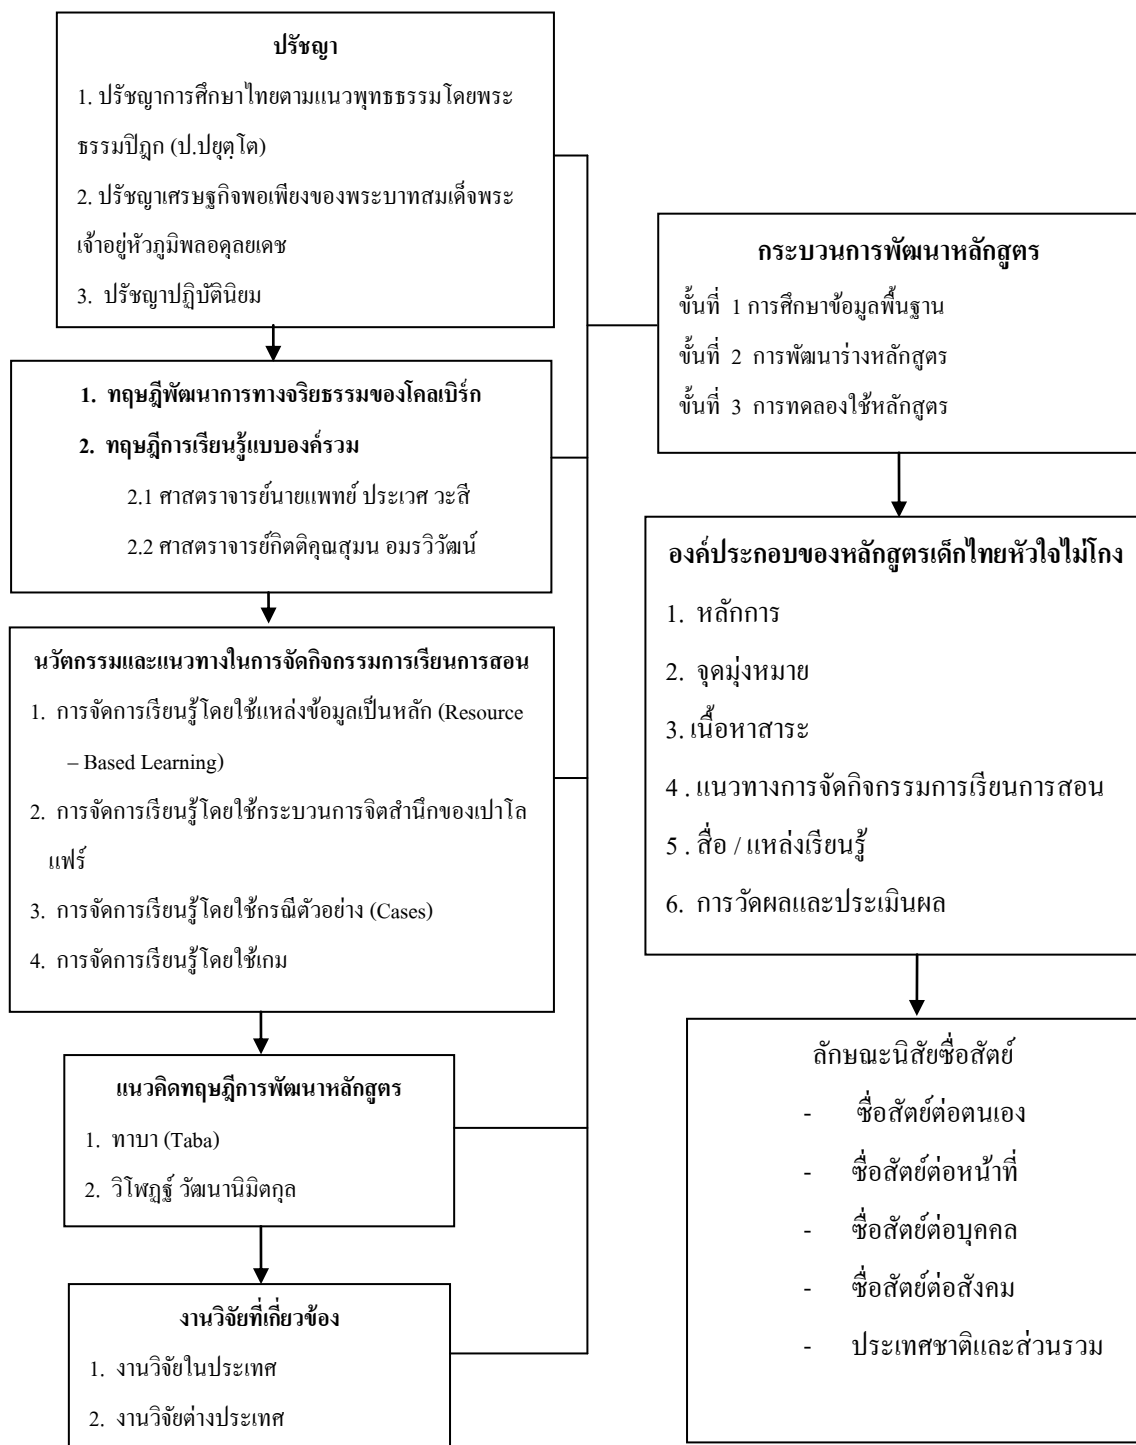 ปรัชญา
1. ปรัชญาการศึกษาไทยตามแนวพุทธธรรมโดยพระ
ธรรมปิฎก (ป.ปยุตฺโต)
2. ปรัชญาเศรษฐกิจพอเพียงของพระบาทสมเด็จพระ
เจ้าอยู่หัวภูมิพลอดุลยเดช
3. ปรัชญาปฏิบัตินิยม
1. ทฤษฎีพัฒนาการทางจริยธรรมของโคลเบิร์ก
2. ทฤษฎีการเรียนรู้แบบองค์รวม
2.1 ศาสตราจารย์นายแพทย์ ประเวศ วะสี
2.2 ศาสตราจารย์กิตติคุณสุมน อมรวิวัฒน์
นวัตกรรมและแนวทางในการจัดกิจกรรมการเรียนการสอน
1. การจัดการเรียนรู้โดยใช้แหล่งข้อมูลเป็นหลัก (Resource
– Based Learning)
2. การจัดการเรียนรู้โดยใช้กระบวนการจิตสำนึกของเปาโล
แฟร์
3. การจัดการเรียนรู้โดยใช้กรณีตัวอย่าง (Cases)
4. การจัดการเรียนรู้โดยใช้เกม
แนวคิดทฤษฎีการพัฒนาหลักสูตร
1. ทาบา (Taba)
2. วิโฬฏฐ์ วัฒนานิมิตกุล
งานวิจัยที่เกี่ยวข้อง
1. งานวิจัยในประเทศ
2. งานวิจัยต่างประเทศ
กระบวนการพัฒนาหลักสูตร
ขั้นที่ 1 การศึกษาข้อมูลพื้นฐาน
ขั้นที่ 2 การพัฒนาร่างหลักสูตร
ขั้นที่ 3 การทดลองใช้หลักสูตร
องค์ประกอบของหลักสูตรเด็กไทยหัวใจไม่โกง
1. หลักการ
2. จุดมุ่งหมาย
3. เนื้อหาสาระ
4 . แนวทางการจัดกิจกรรมการเรียนการสอน
5 . สื่อ / แหล่งเรียนรู้
6. การวัดผลและประเมินผล
ลักษณะนิสัยซื่อสัตย์
- ซื่อสัตย์ต่อตนเอง
- ซื่อสัตย์ต่อหน้าที่
- ซื่อสัตย์ต่อบุคคล
- ซื่อสัตย์ต่อสังคม
- ประเทศชาติและส่วนรวม